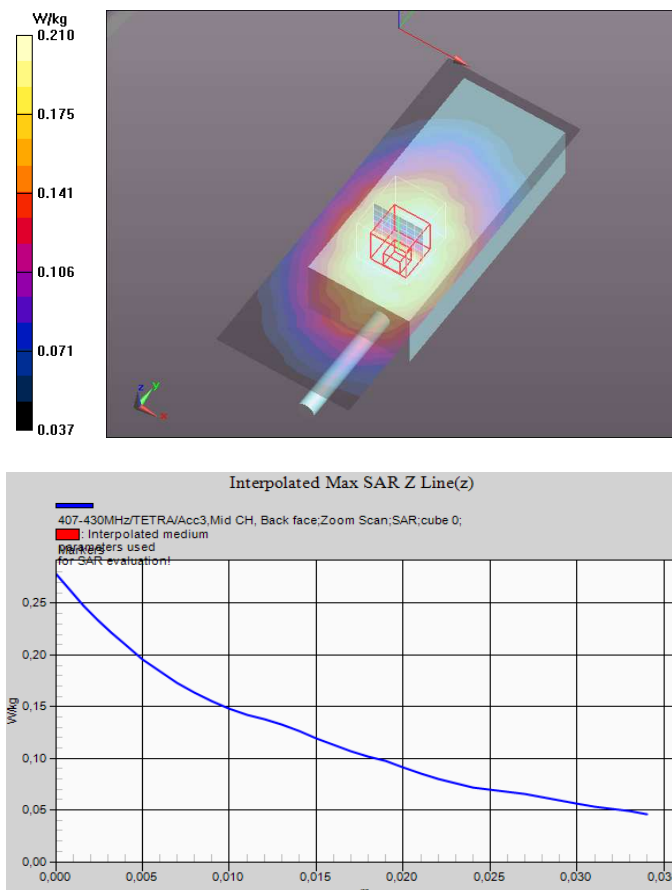 W/kg
0.210
0.175
0.141
0.106
0.071
0.037
z
y
x
Interpolated Max SAR Z Line(z)
407-430MHz/TETRA/Acc3,Mid CH, Back face;Zoom Scan;SAR;cube 0;
: Interpolated medium
parameters used
Markers
for SAR evaluation!
W/kg
0,25
0,20
0,15
0,10
0,05
0,00
0,000 0,005 0,010 0,015 0,020 0,025 0,030